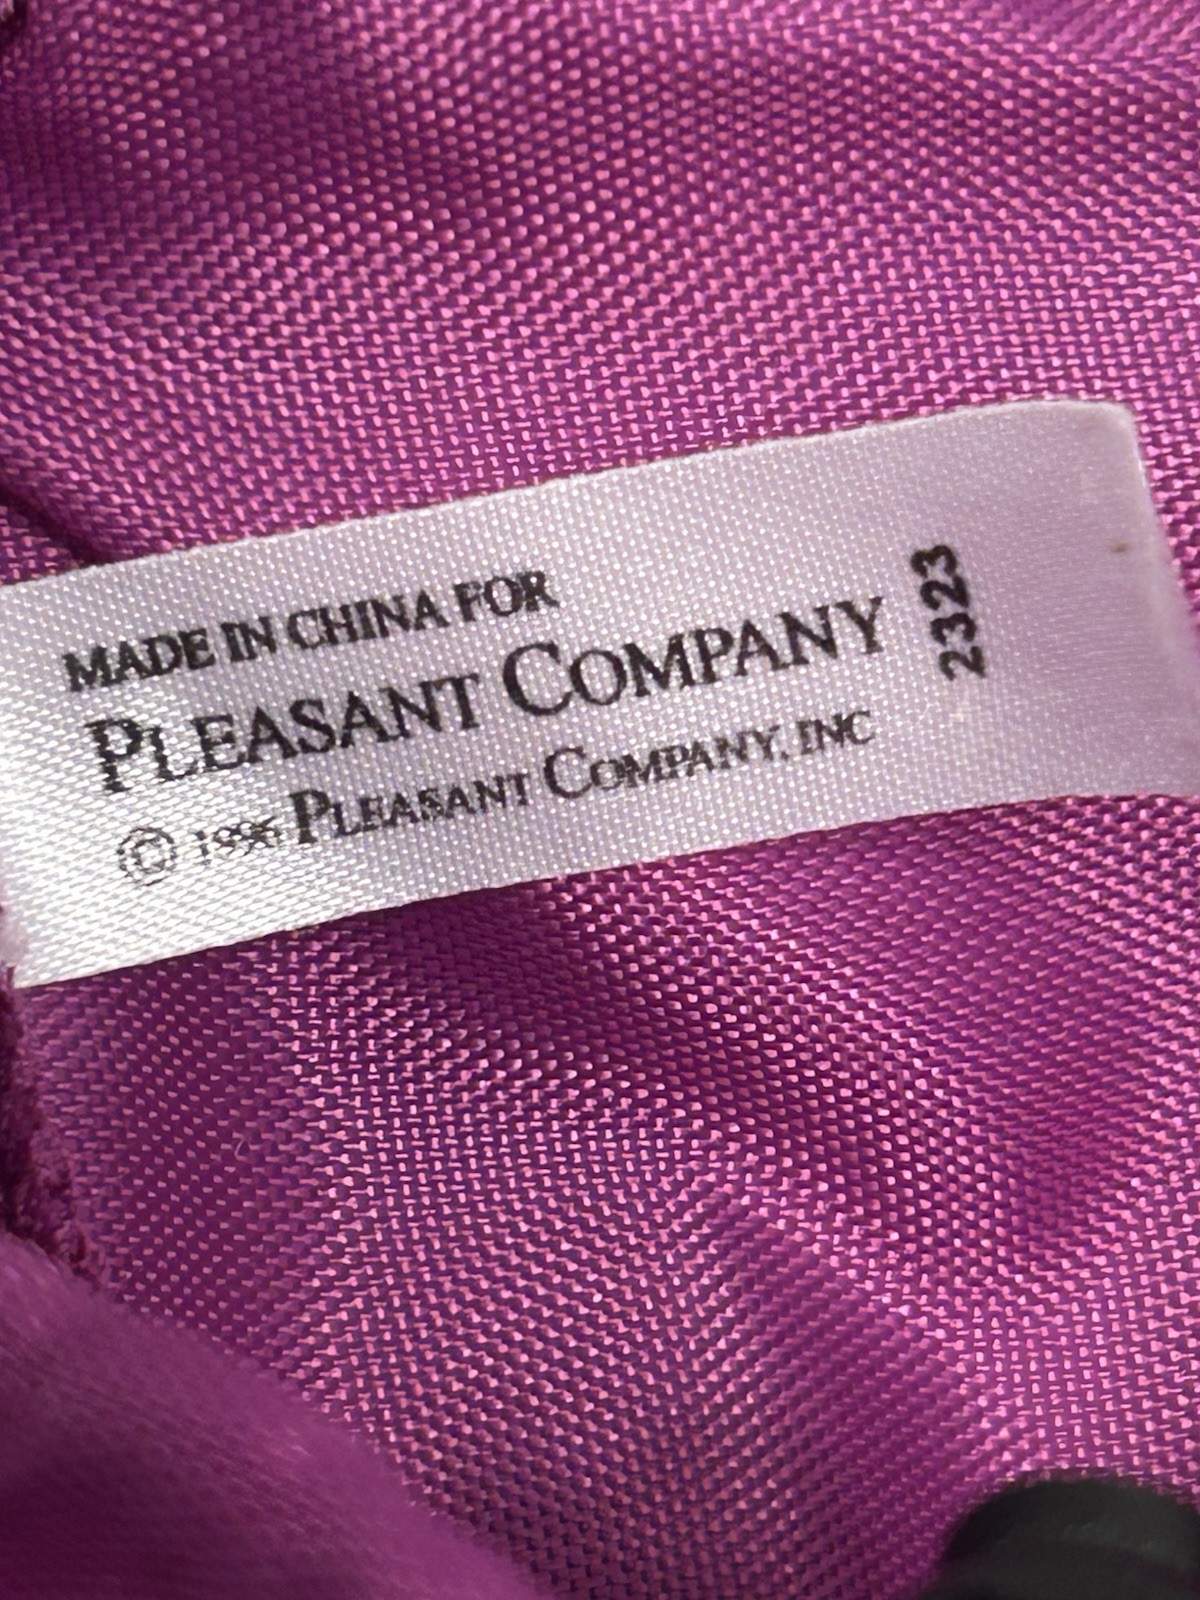 MADE IN CHINA FOR
PLEASANT COMPANY
© 1996 PLEASANT COMPANY, INC
2323